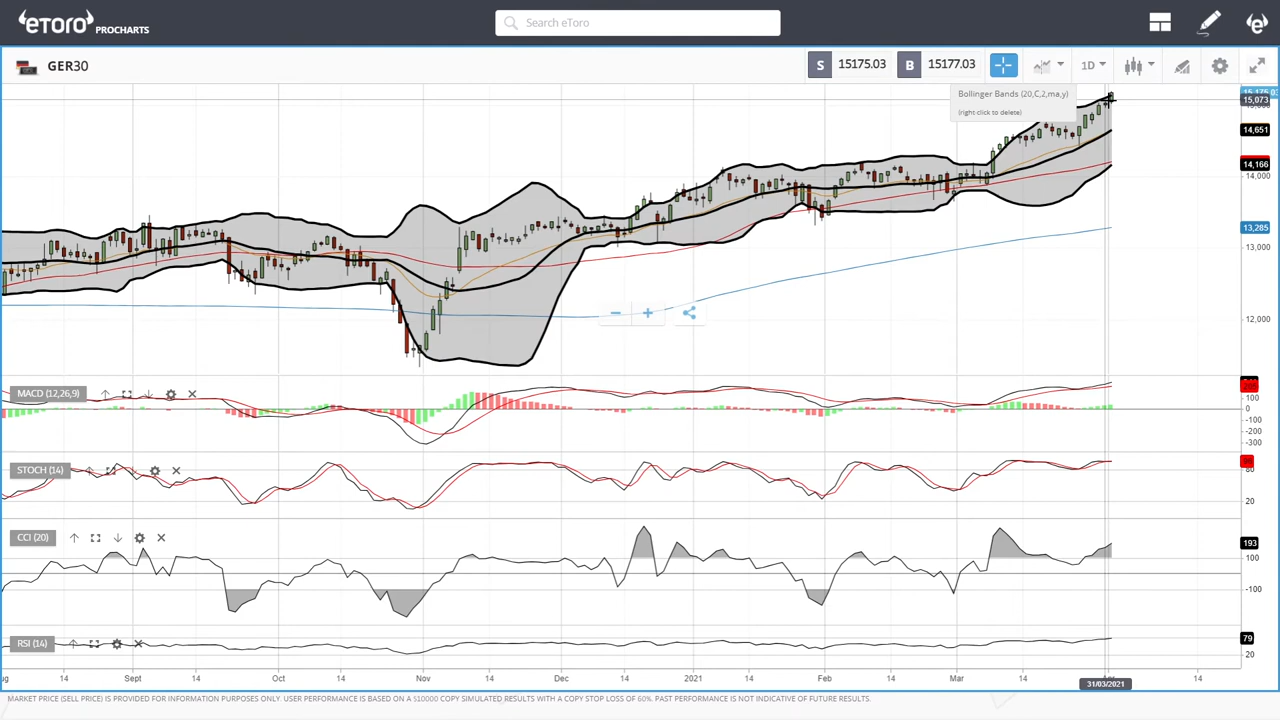 eToro PROCHARTS
Search eToro
GER30
S 15175.03 B 15177.03
1D
Bollinger Bands (20,C,2,ma,y)
(right click to delete)
15,175.03
15,073
14,651
14,166
14,000
13,285
13,000
12,000
MACD (12,26,9)
100
0
-100
-200
-300
STOCH (14)
80
20
CCI (20)
193
100
-100
RSI (14)
79
20
14 Sept 14 Oct 14 Nov 14 Dec 14 2021 14 Feb 14 Mar 14 14
31/03/2021
MARKET PRICE (SELL PRICE) IS PROVIDED FOR INFORMATION PURPOSES ONLY. USER PERFORMANCE IS BASED ON A $10000 COPY SIMULATED RESULTS WITH A COPY STOP LOSS OF 60%. PAST PERFORMANCE IS NOT INDICATIVE OF FUTURE RESULTS.